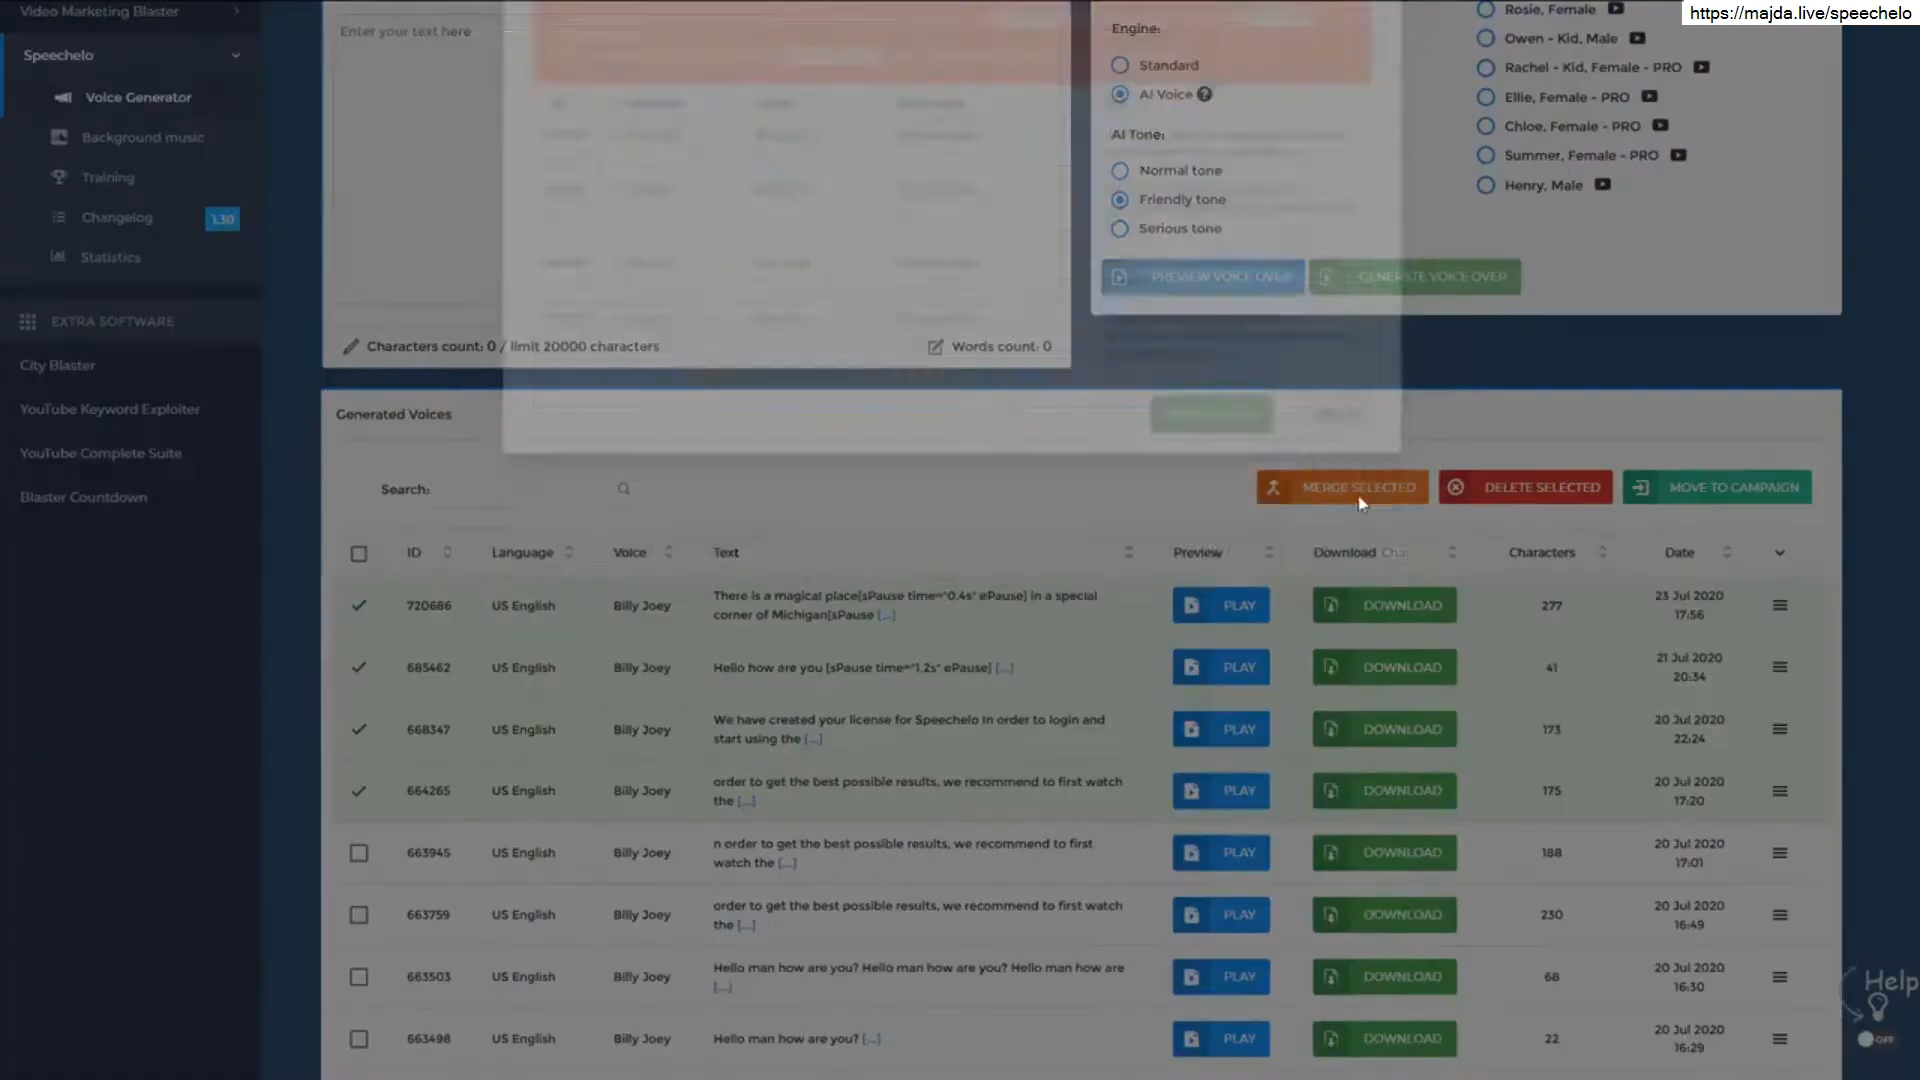 https://majda.live/speechelo
Video Marketing Blaster
Speechelo
Voice Generator
Background music
Training
Changelog
1.30
Statistics
EXTRA SOFTWARE
City Blaster
YouTube Keyword Exploiter
YouTube Complete Suite
Blaster Countdown
Enter your text here
Characters count: 0 / limit 20000 characters
Words count: 0
Engine:
Standard
AI Voice
AI Tone:
Normal tone
Friendly tone
Serious tone
PREVIEW VOICE OVER
GENERATE VOICE OVER
Rosie, Female
Owen - Kid, Male
Rachel - Kid, Female - PRO
Ellie, Female - PRO
Chloe, Female - PRO
Summer, Female - PRO
Henry, Male
Generated Voices
Search:
MERGE SELECTED
DELETE SELECTED
MOVE TO CAMPAIGN
ID Language Voice Text Preview Download Characters Date
720686 US English Billy Joey There is a magical place[sPause time="0.4s" ePause] in a special
corner of Michigan[sPause [...] PLAY DOWNLOAD 277 23 Jul 2020
17:56
685462 US English Billy Joey Hello how are you [sPause time="1.2s" ePause] [...] PLAY DOWNLOAD 41 21 Jul 2020
20:34
668347 US English Billy Joey We have created your license for Speechelo In order to login and
start using the [...] PLAY DOWNLOAD 173 20 Jul 2020
22:24
664265 US English Billy Joey order to get the best possible results, we recommend to first watch
the [...] PLAY DOWNLOAD 175 20 Jul 2020
17:20
663945 US English Billy Joey n order to get the best possible results, we recommend to first
watch the [...] PLAY DOWNLOAD 188 20 Jul 2020
17:01
663759 US English Billy Joey order to get the best possible results, we recommend to first watch
the [...] PLAY DOWNLOAD 230 20 Jul 2020
16:49
663503 US English Billy Joey Hello man how are you? Hello man how are you? Hello man how are
[...] PLAY DOWNLOAD 68 20 Jul 2020
16:30
663498 US English Billy Joey Hello man how are you? [...] PLAY DOWNLOAD 22 20 Jul 2020
16:29
Help
OFF